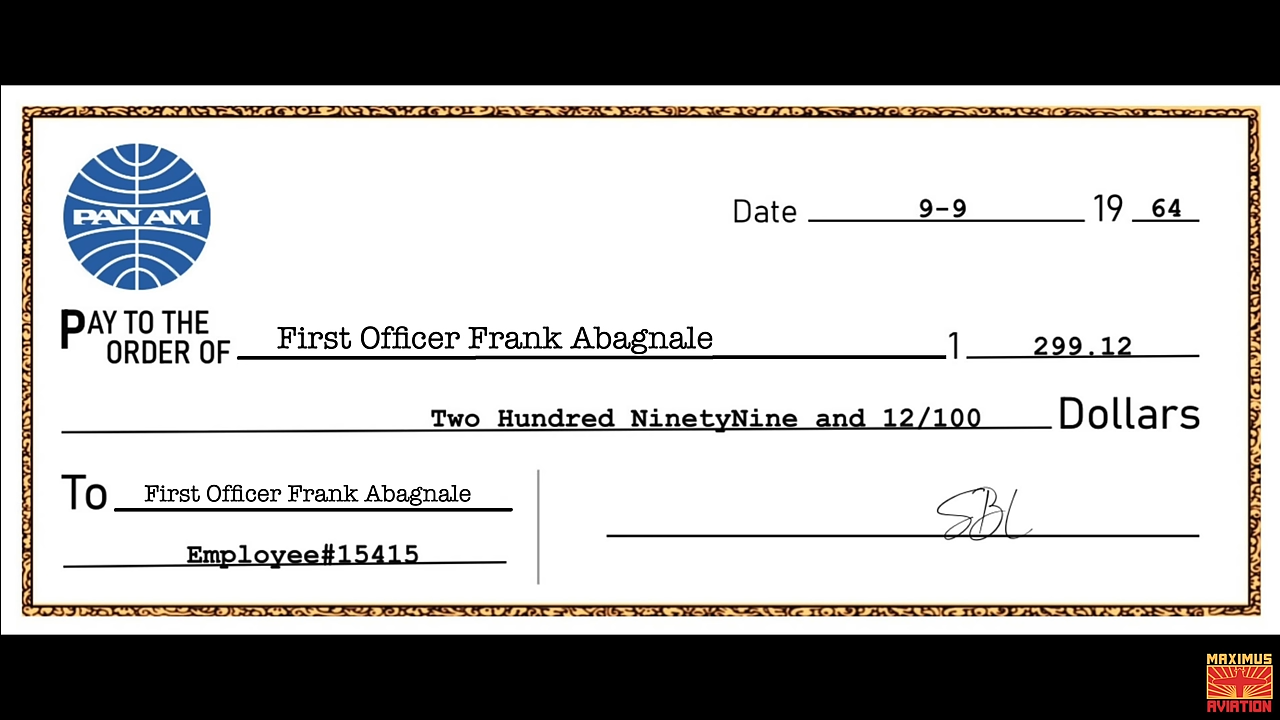 PAN AM
Date 9-9 19 64
PAY TO THE
ORDER OF First Officer Frank Abagnale 1 299.12
Two Hundred NinetyNine and 12/100 Dollars
To First Officer Frank Abagnale
SBL
Employee#15415
MAXIMUS
AVIATION